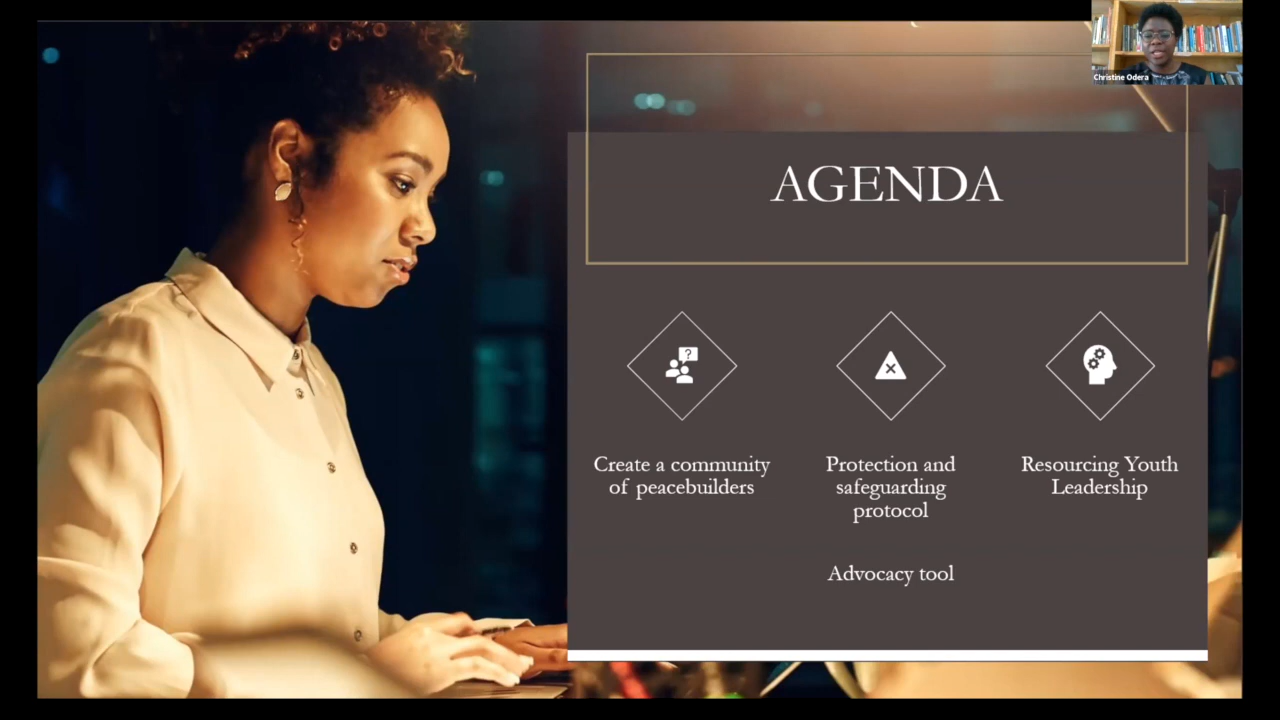 Christine Odera
AGENDA
?
Create a community
of peacebuilders
Protection and
safeguarding
protocol
Advocacy tool
Resourcing Youth
Leadership